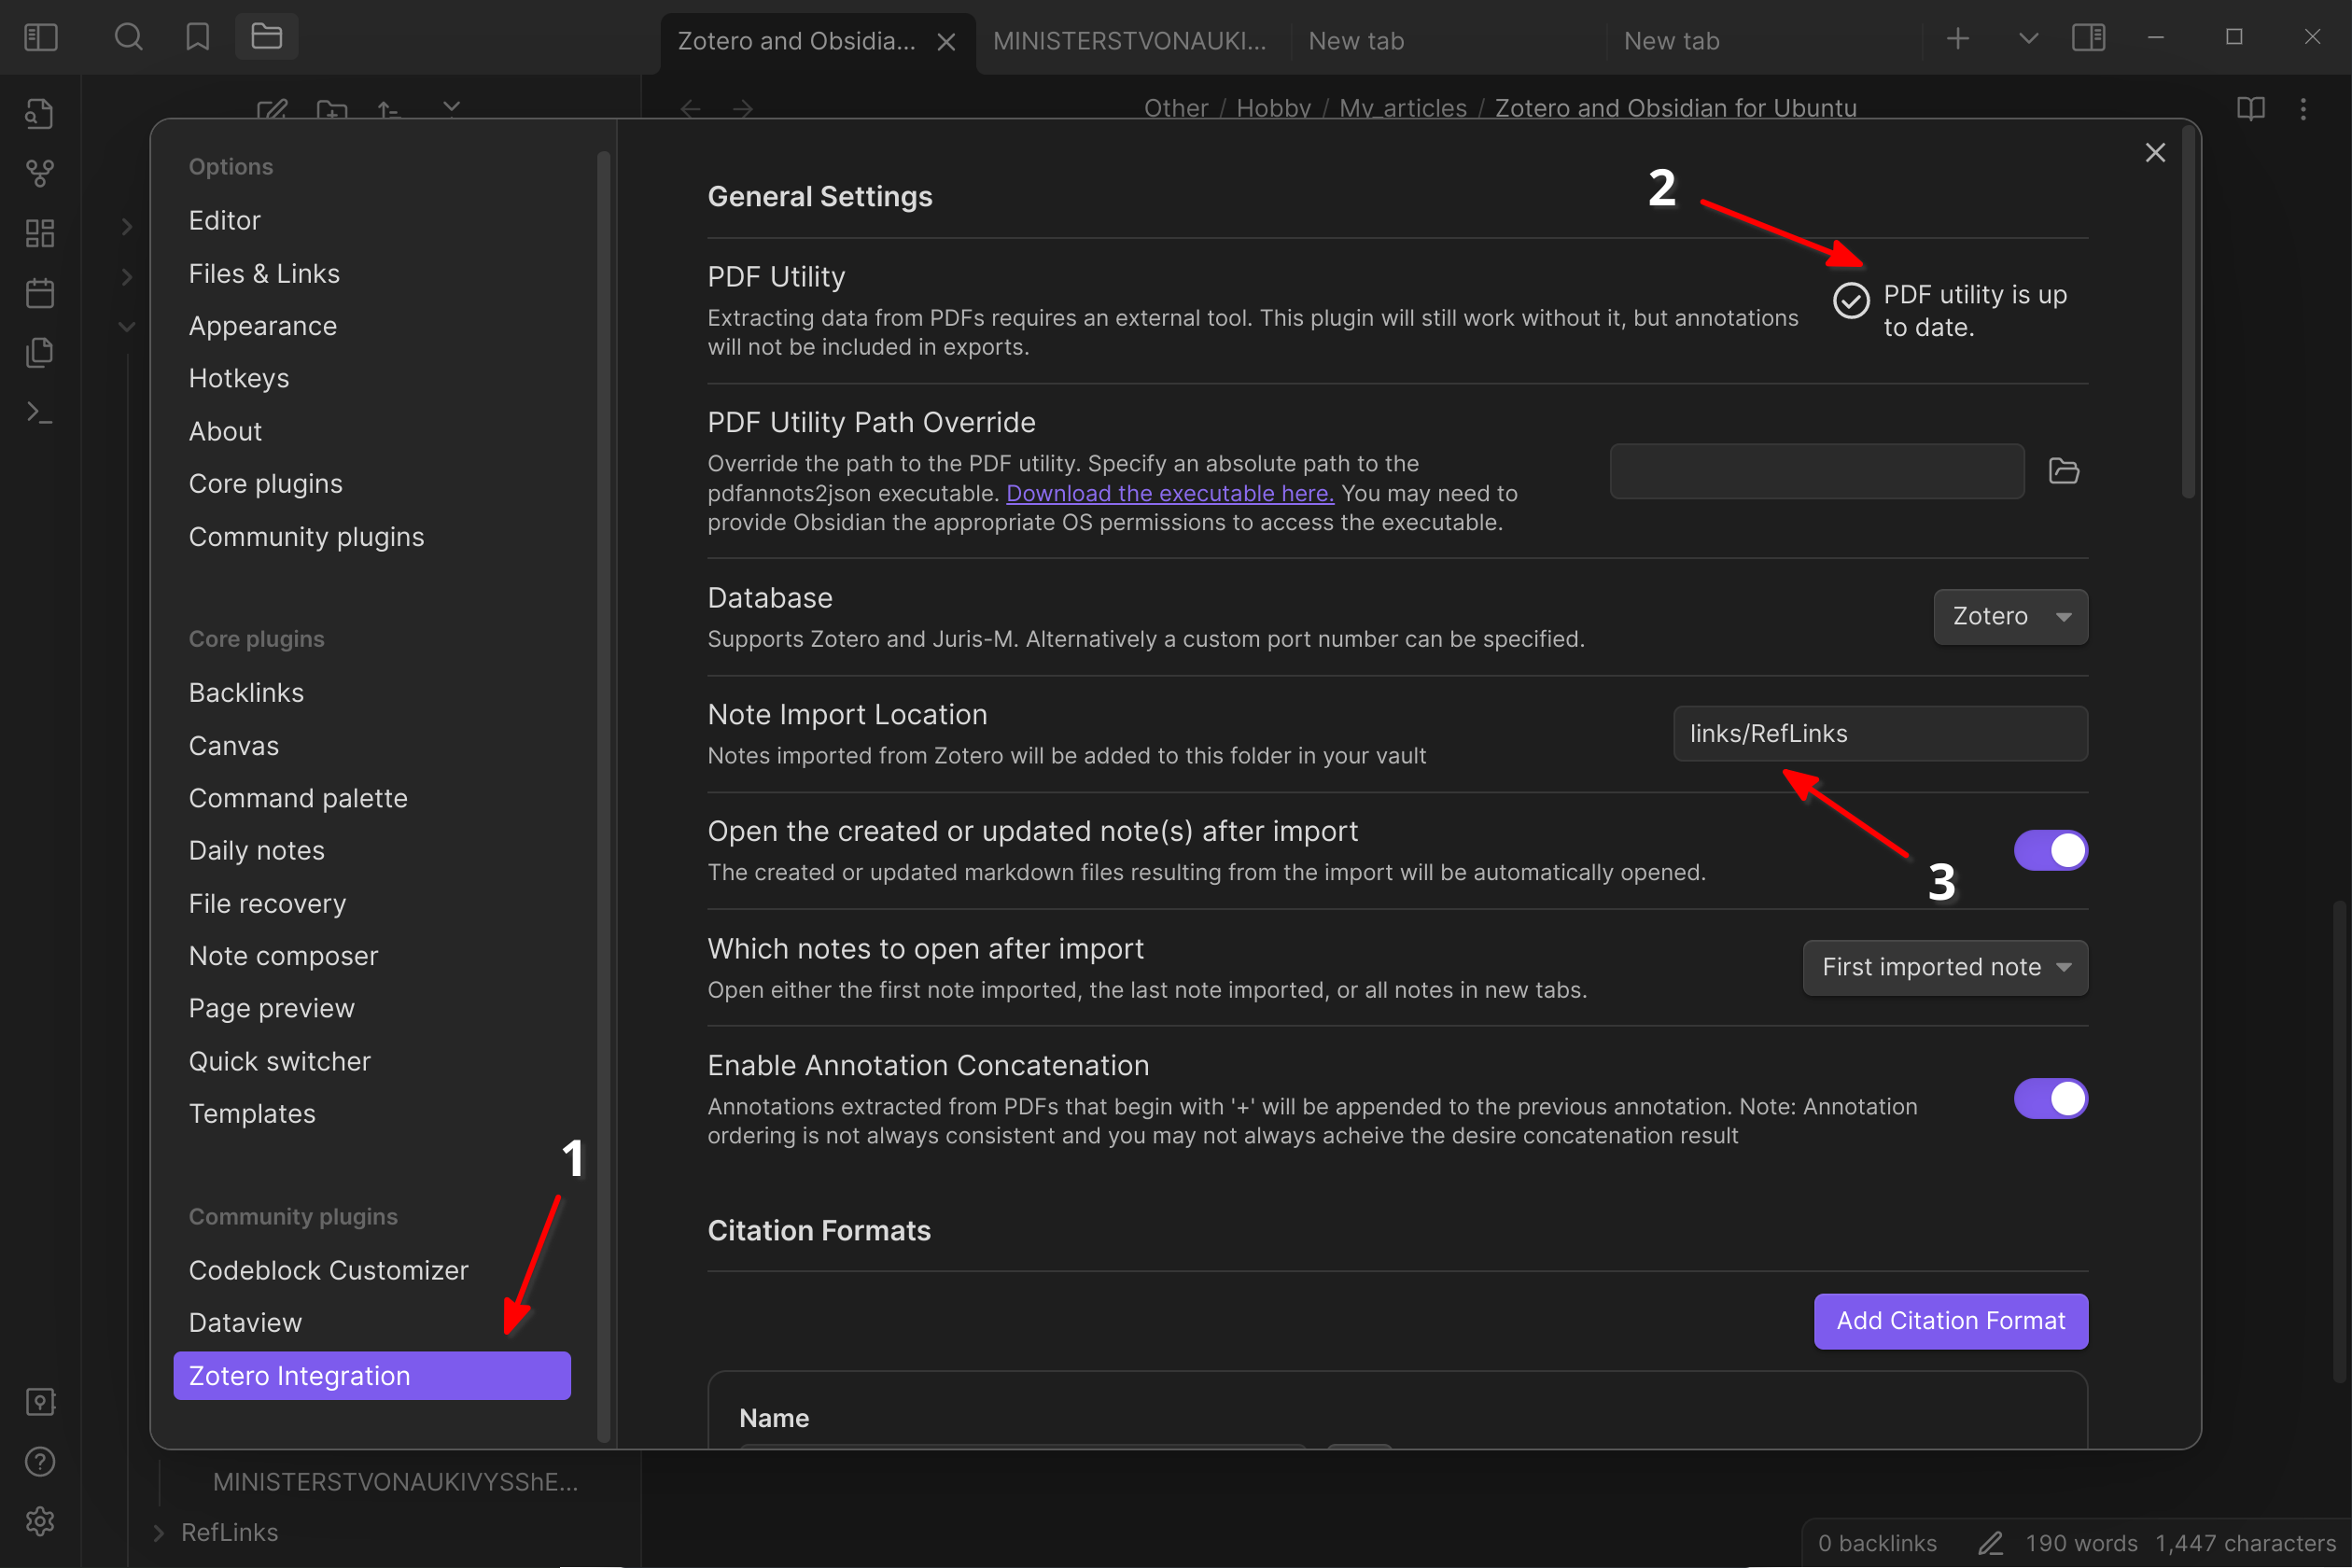 Zotero and Obsidia...
MINISTERSTVONAUKI...
New tab
New tab
Other / Hobby / My_articles / Zotero and Obsidian for Ubuntu
Options
Editor
Files & Links
Appearance
Hotkeys
About
Core plugins
Community plugins
Core plugins
Backlinks
Canvas
Command palette
Daily notes
File recovery
Note composer
Page preview
Quick switcher
Templates
1
Community plugins
Codeblock Customizer
Dataview
Zotero Integration
General Settings
2
PDF Utility
Extracting data from PDFs requires an external tool. This plugin will still work without it, but annotations
will not be included in exports.
PDF utility is up
to date.
PDF Utility Path Override
Override the path to the PDF utility. Specify an absolute path to the
pdfannots2json executable. Download the executable here. You may need to
provide Obsidian the appropriate OS permissions to access the executable.
Database
Supports Zotero and Juris-M. Alternatively a custom port number can be specified.
Zotero
Note Import Location
Notes imported from Zotero will be added to this folder in your vault
links/RefLinks
3
Open the created or updated note(s) after import
The created or updated markdown files resulting from the import will be automatically opened.
Which notes to open after import
Open either the first note imported, the last note imported, or all notes in new tabs.
First imported note
Enable Annotation Concatenation
Annotations extracted from PDFs that begin with '+' will be appended to the previous annotation. Note: Annotation
ordering is not always consistent and you may not always acheive the desire concatenation result
Citation Formats
Add Citation Format
Name
MINISTERSTVONAUKIVYSShE...
RefLinks
0 backlinks
190 words
1,447 characters